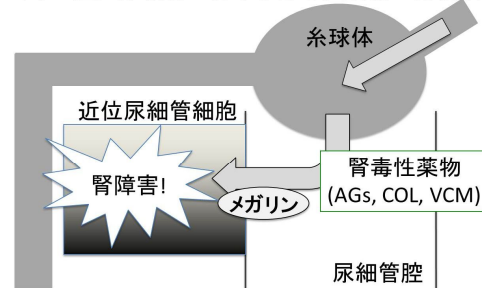 糸球体
近位尿細管細胞
腎障害!
メガリン
腎毒性薬物
(AGs, COL, VCM)
尿細管腔